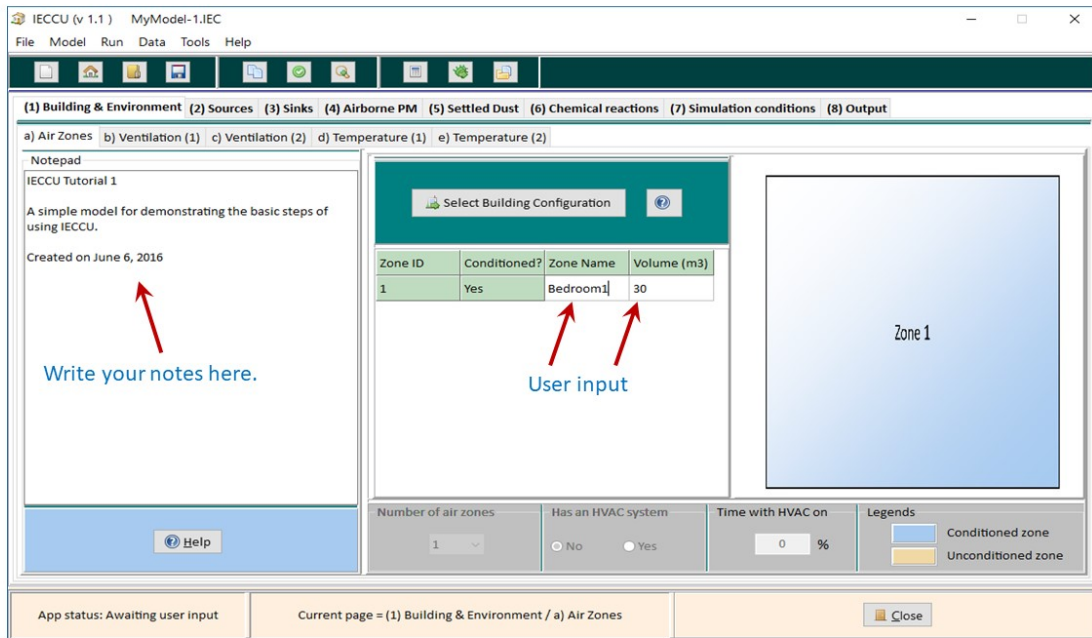 IECCU (v 1.1 ) MyModel-1.IEC
File Model Run Data Tools Help
(1) Building & Environment (2) Sources (3) Sinks (4) Airborne PM (5) Settled Dust (6) Chemical reactions (7) Simulation conditions (8) Output
a) Air Zones b) Ventilation (1) c) Ventilation (2) d) Temperature (1) e) Temperature (2)
Notepad
IECCU Tutorial 1
A simple model for demonstrating the basic steps of
using IECCU.
Created on June 6, 2016
Write your notes here.
Help
Select Building Configuration
Zone ID Conditioned? Zone Name Volume (m3)
1 Yes Bedroom1 30
User input
Zone 1
Number of air zones Has an HVAC system Time with HVAC on Legends
1 No Yes 0 % Conditioned zone
Unconditioned zone
App status: Awaiting user input Current page = (1) Building & Environment / a) Air Zones Close